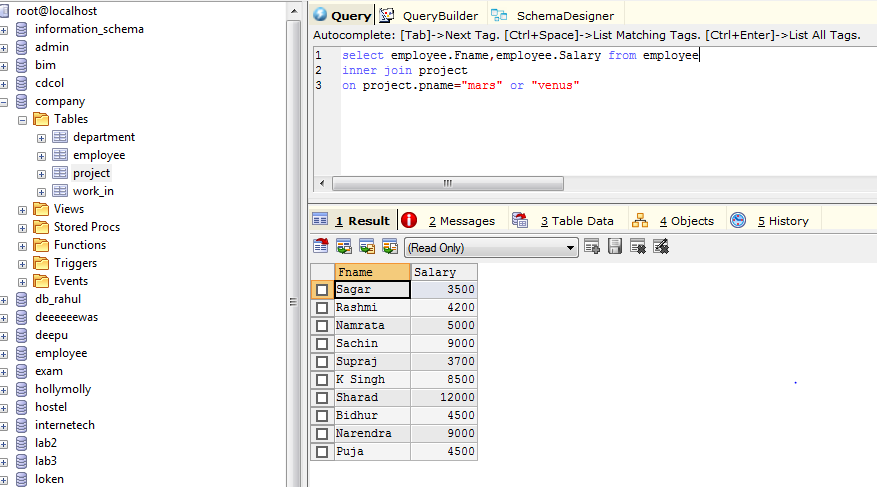 root@localhost
information_schema
admin
bim
cdcol
company
Tables
department
employee
project
work_in
Views
Stored Procs
Functions
Triggers
Events
db_rahul
deeeeeewas
deepu
employee
exam
hollymolly
hostel
internetech
lab2
lab3
loken
Query QueryBuilder SchemaDesigner
Autocomplete: [Tab]->Next Tag. [Ctrl+Space]->List Matching Tags. [Ctrl+Enter]->List All Tags.
1 select employee.Fname,employee.Salary from employee
2 inner join project
3 on project.pname="mars" or "venus"
1 Result 2 Messages 3 Table Data 4 Objects 5 History
(Read Only)
Fname Salary
Sagar 3500
Rashmi 4200
Namrata 5000
Sachin 9000
Supraj 3700
K Singh 8500
Sharad 12000
Bidhur 4500
Narendra 9000
Puja 4500